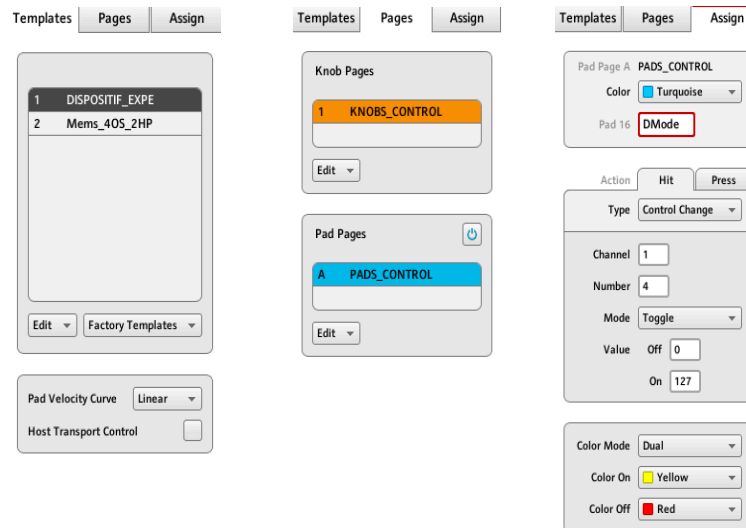 Templates Pages Assign
1 DISPOSITIF_EXPE
2 Mems_4OS_2HP
Edit Factory Templates
Pad Velocity Curve Linear
Host Transport Control
Templates Pages Assign
Knob Pages
1 KNOBS_CONTROL
Edit
Pad Pages
A PADS_CONTROL
Edit
Templates Pages Assign
Pad Page A PADS_CONTROL
Color Turquoise
Pad 16 DMode
Action Hit Press
Type Control Change
Channel 1
Number 4
Mode Toggle
Value Off 0
On 127
Color Mode Dual
Color On Yellow
Color Off Red